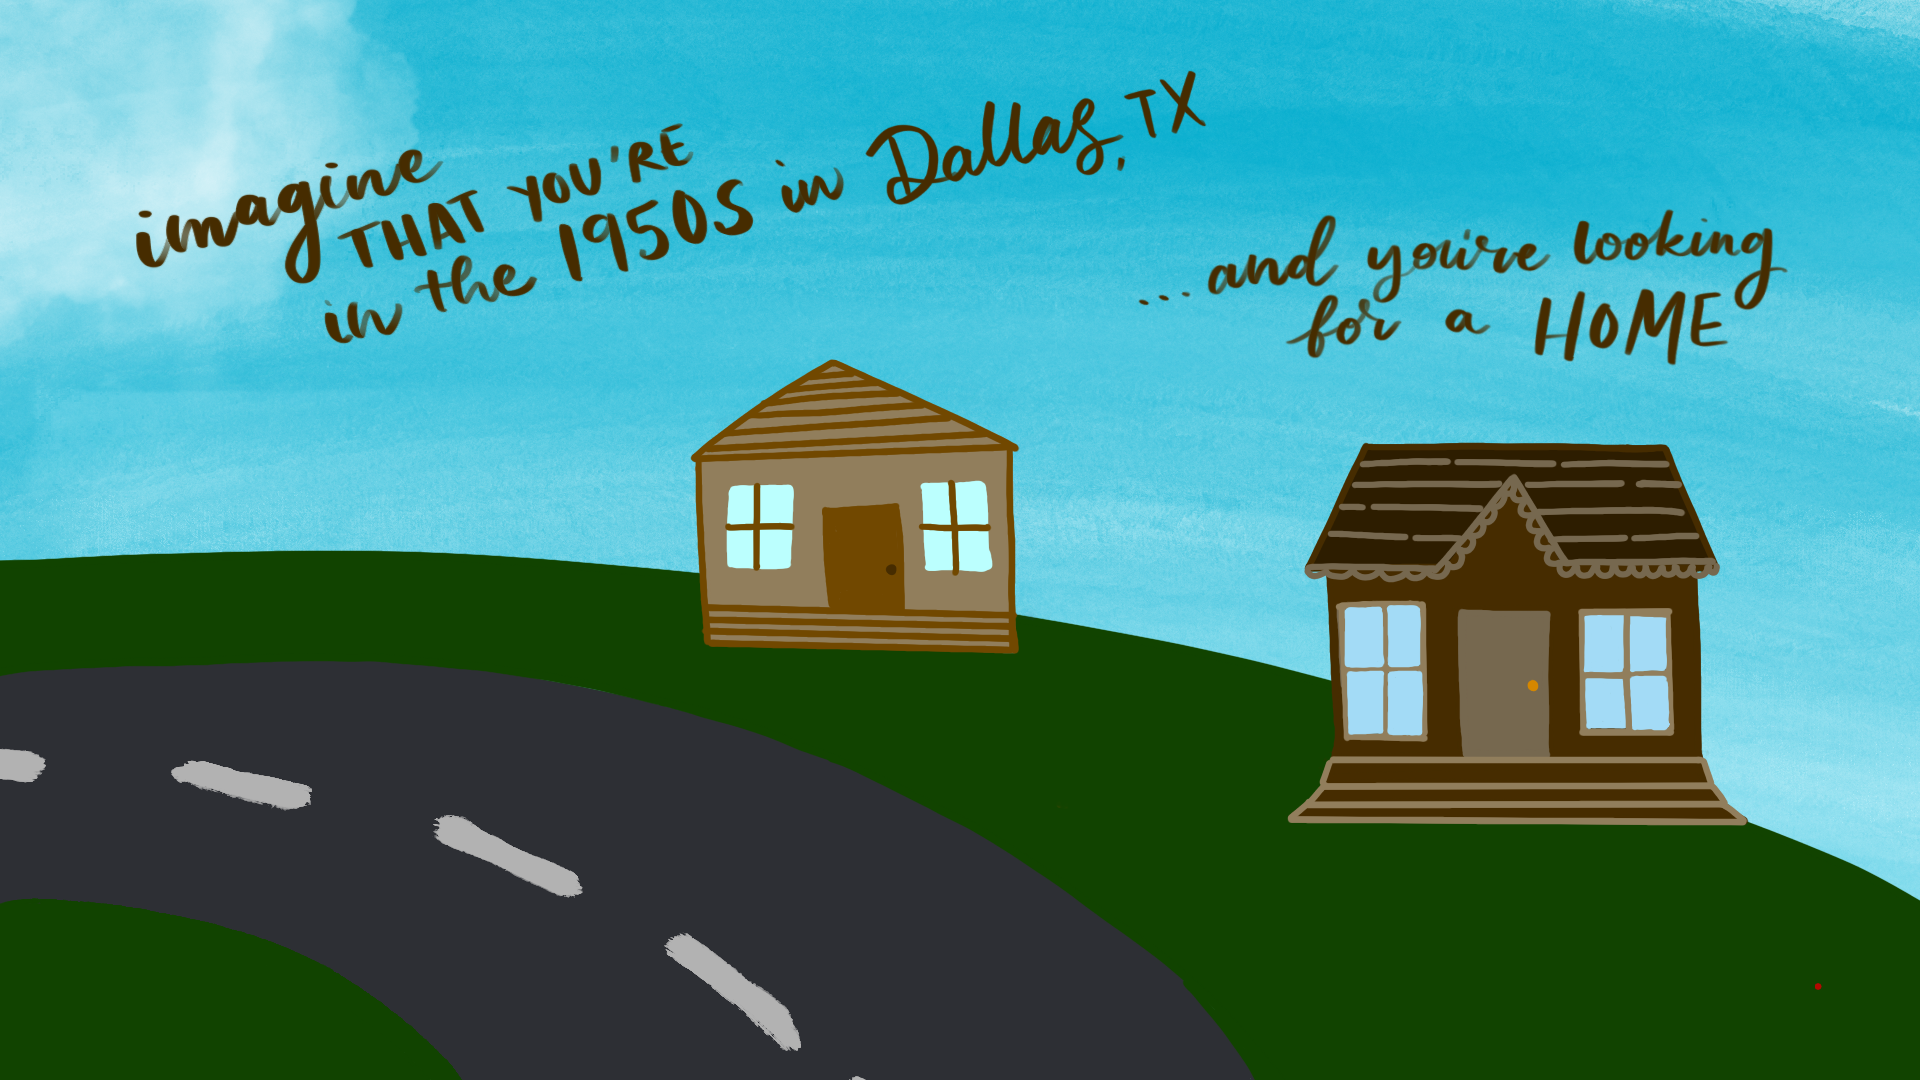 imagine
THAT YOU'RE
in the 1950S in Dallas, TX
...and you're looking
for a HOME